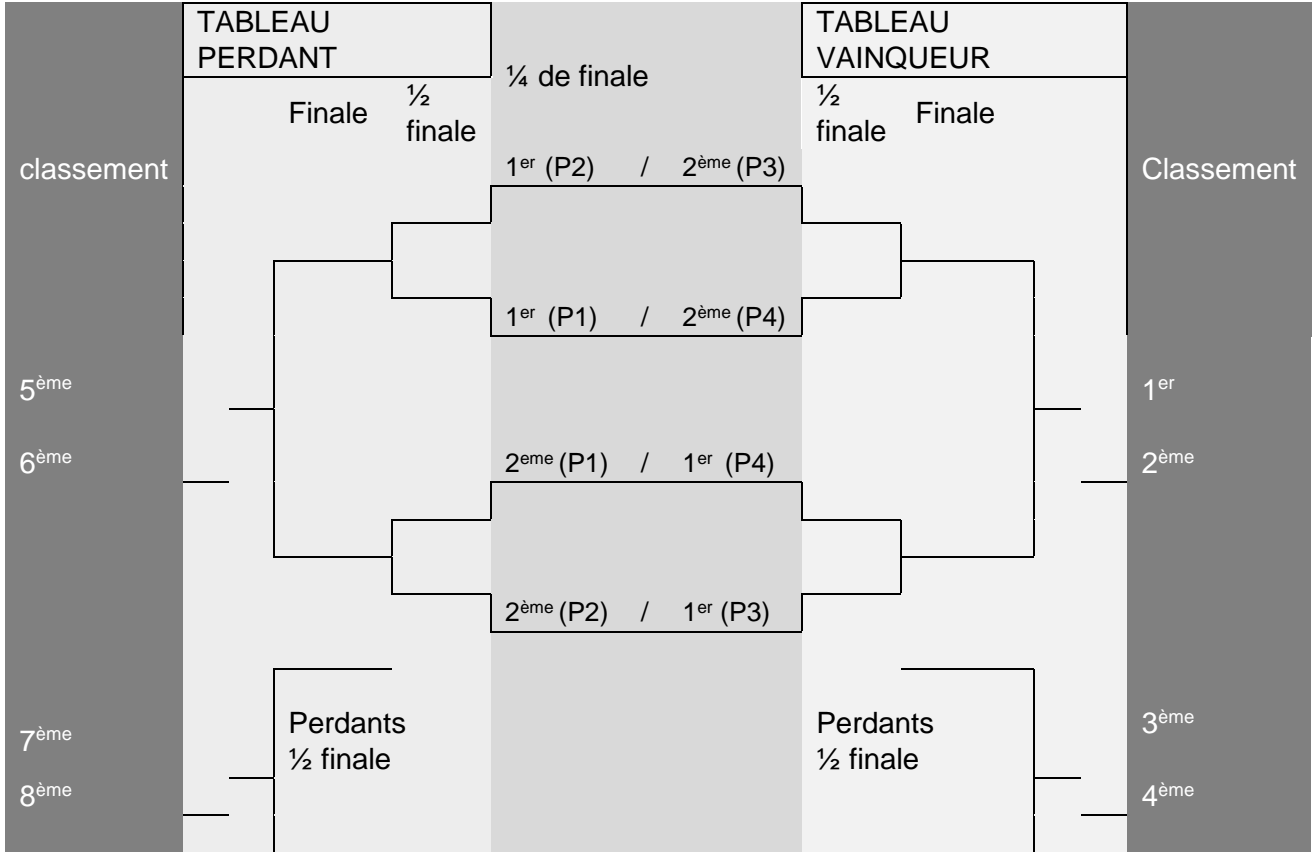 TABLEAU
PERDANT
TABLEAU
VAINQUEUR
¼ de finale
Finale
½
finale
½
finale
Finale
classement
1er (P2) / 2ème (P3)
Classement
1er (P1) / 2ème (P4)
5ème
1er
6ème
2eme (P1) / 1er (P4)
2ème
2ème (P2) / 1er (P3)
Perdants
½ finale
Perdants
½ finale
7ème
3ème
8ème
4ème